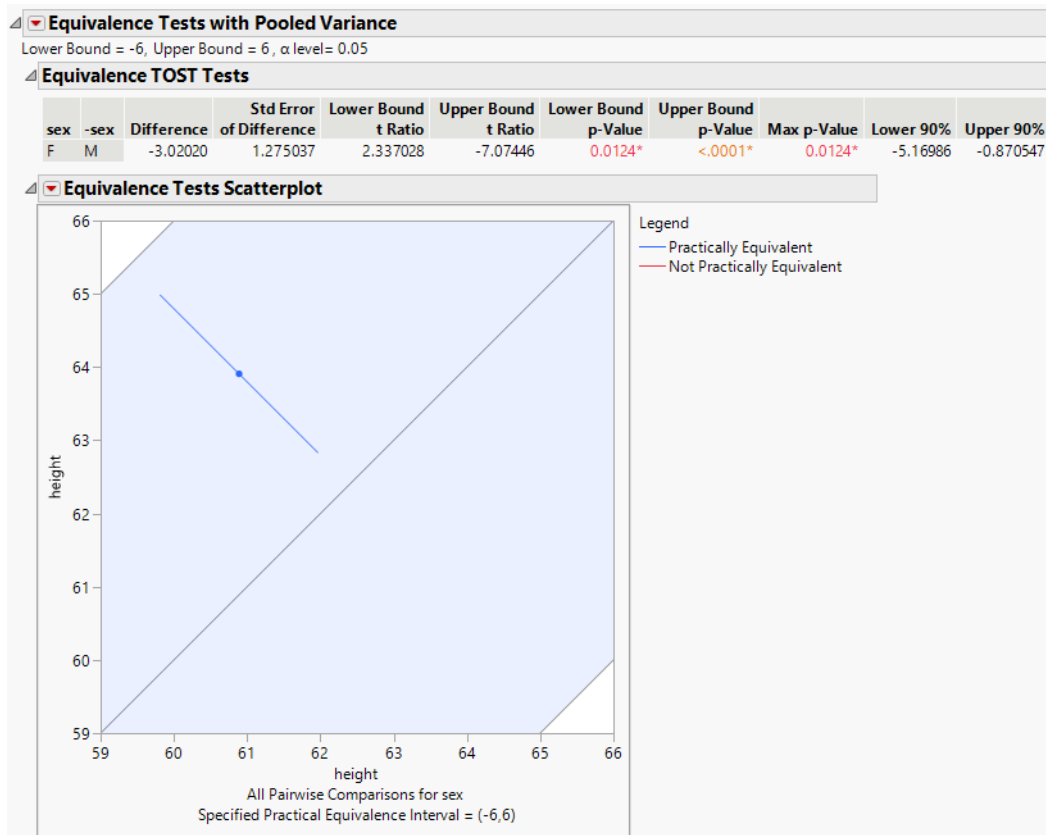 Equivalence Tests with Pooled Variance
Lower Bound = -6, Upper Bound = 6 , α level= 0.05
Equivalence TOST Tests
Std Error Lower Bound Upper Bound Lower Bound Upper Bound
sex -sex Difference of Difference t Ratio t Ratio p-Value p-Value Max p-Value Lower 90% Upper 90%
F M -3.02020 1.275037 2.337028 -7.07446 0.0124* <.0001* 0.0124* -5.16986 -0.870547
Equivalence Tests Scatterplot
Legend
Practically Equivalent
Not Practically Equivalent
66
65
64
63
62
61
60
59
height
59 60 61 62 63 64 65 66
height
All Pairwise Comparisons for sex
Specified Practical Equivalence Interval = (-6,6)